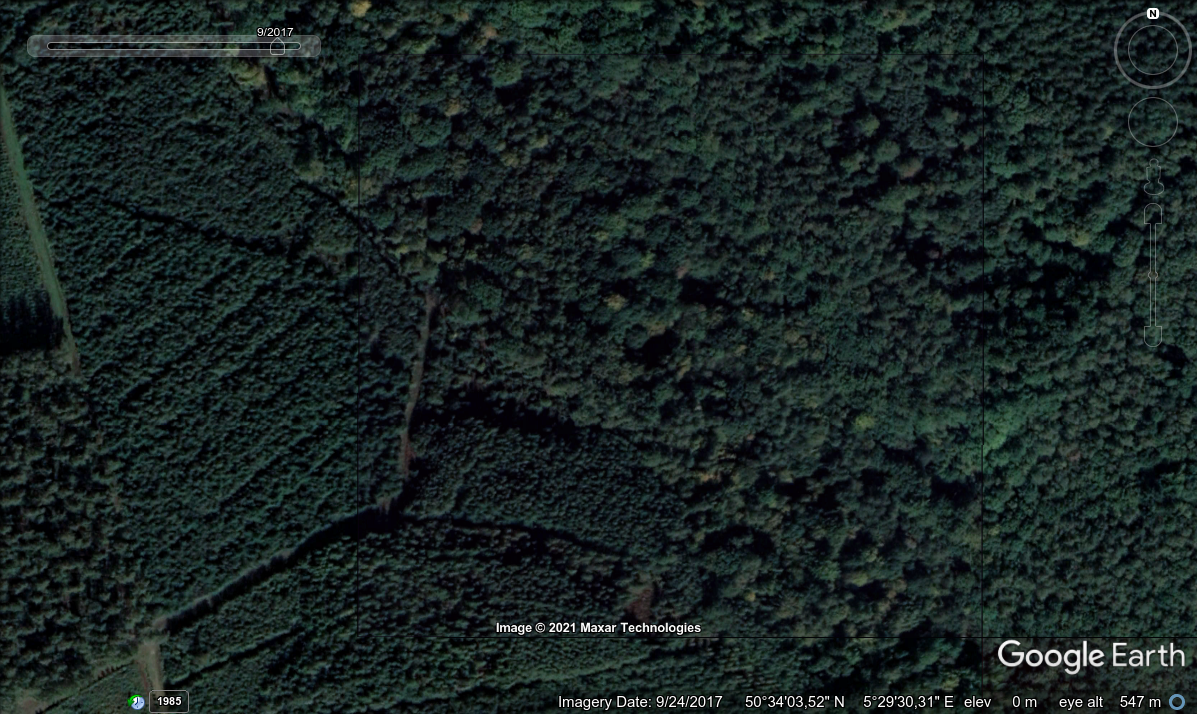 9/2017
N
Image © 2021 Maxar Technologies
Google Earth
1985
Imagery Date: 9/24/2017 50°34'03,52" N 5°29'30,31" E elev 0 m eye alt 547 m